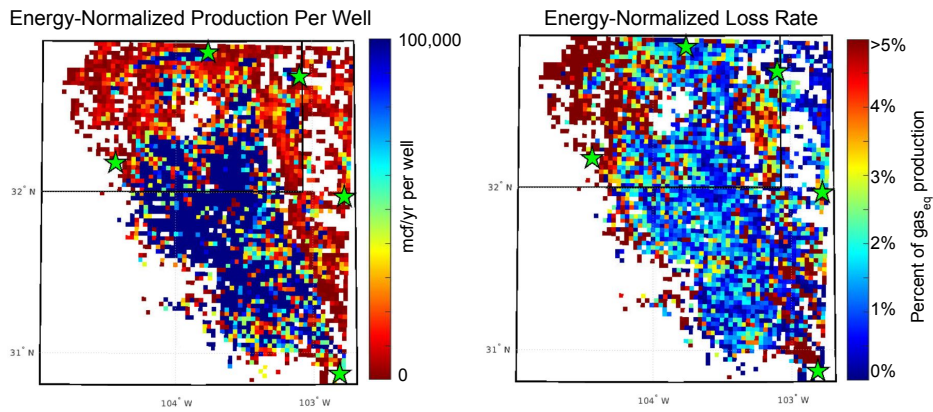 Energy-Normalized Production Per Well
Energy-Normalized Loss Rate
100,000
mcf/yr per well
0
32° N
31° N
104° W
103° W
>5%
4%
3%
2%
1%
0%
Percent of gaseq production
32° N
31° N
104° W
103° W